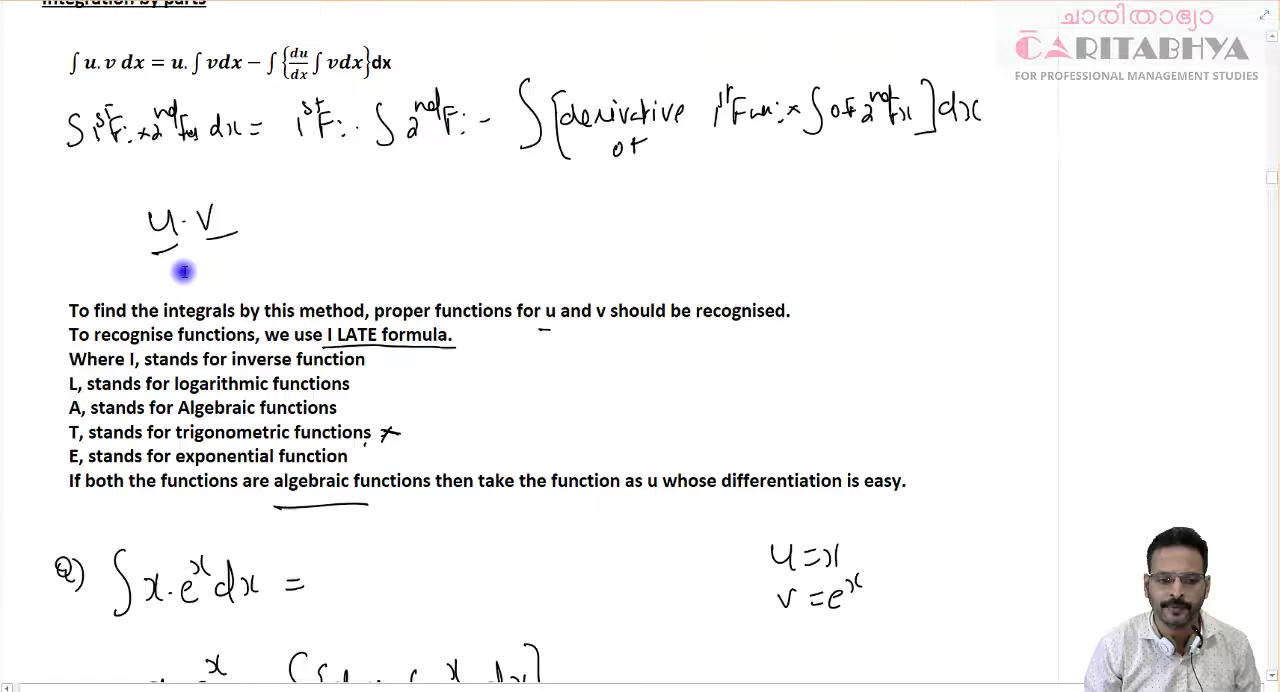 Integration by parts
ചാരിതാഭ്യാ
CARITABHYA
FOR PROFESSIONAL MANAGEMENT STUDIES
∫ u. v dx = u. ∫ vdx − ∫ {du/dx ∫ vdx}dx
∫ 1st F. × 2nd Fn dx = 1st F. · ∫ 2nd F. − ∫ [derivative of 1st Fun. × ∫ of 2nd Fx] dx
u · v
To find the integrals by this method, proper functions for u and v should be recognised.
To recognise functions, we use I LATE formula.
Where I, stands for inverse function
L, stands for logarithmic functions
A, stands for Algebraic functions
T, stands for trigonometric functions
E, stands for exponential function
If both the functions are algebraic functions then take the function as u whose differentiation is easy.
Q) ∫ x · e^x dx =
u = x
v = e^x